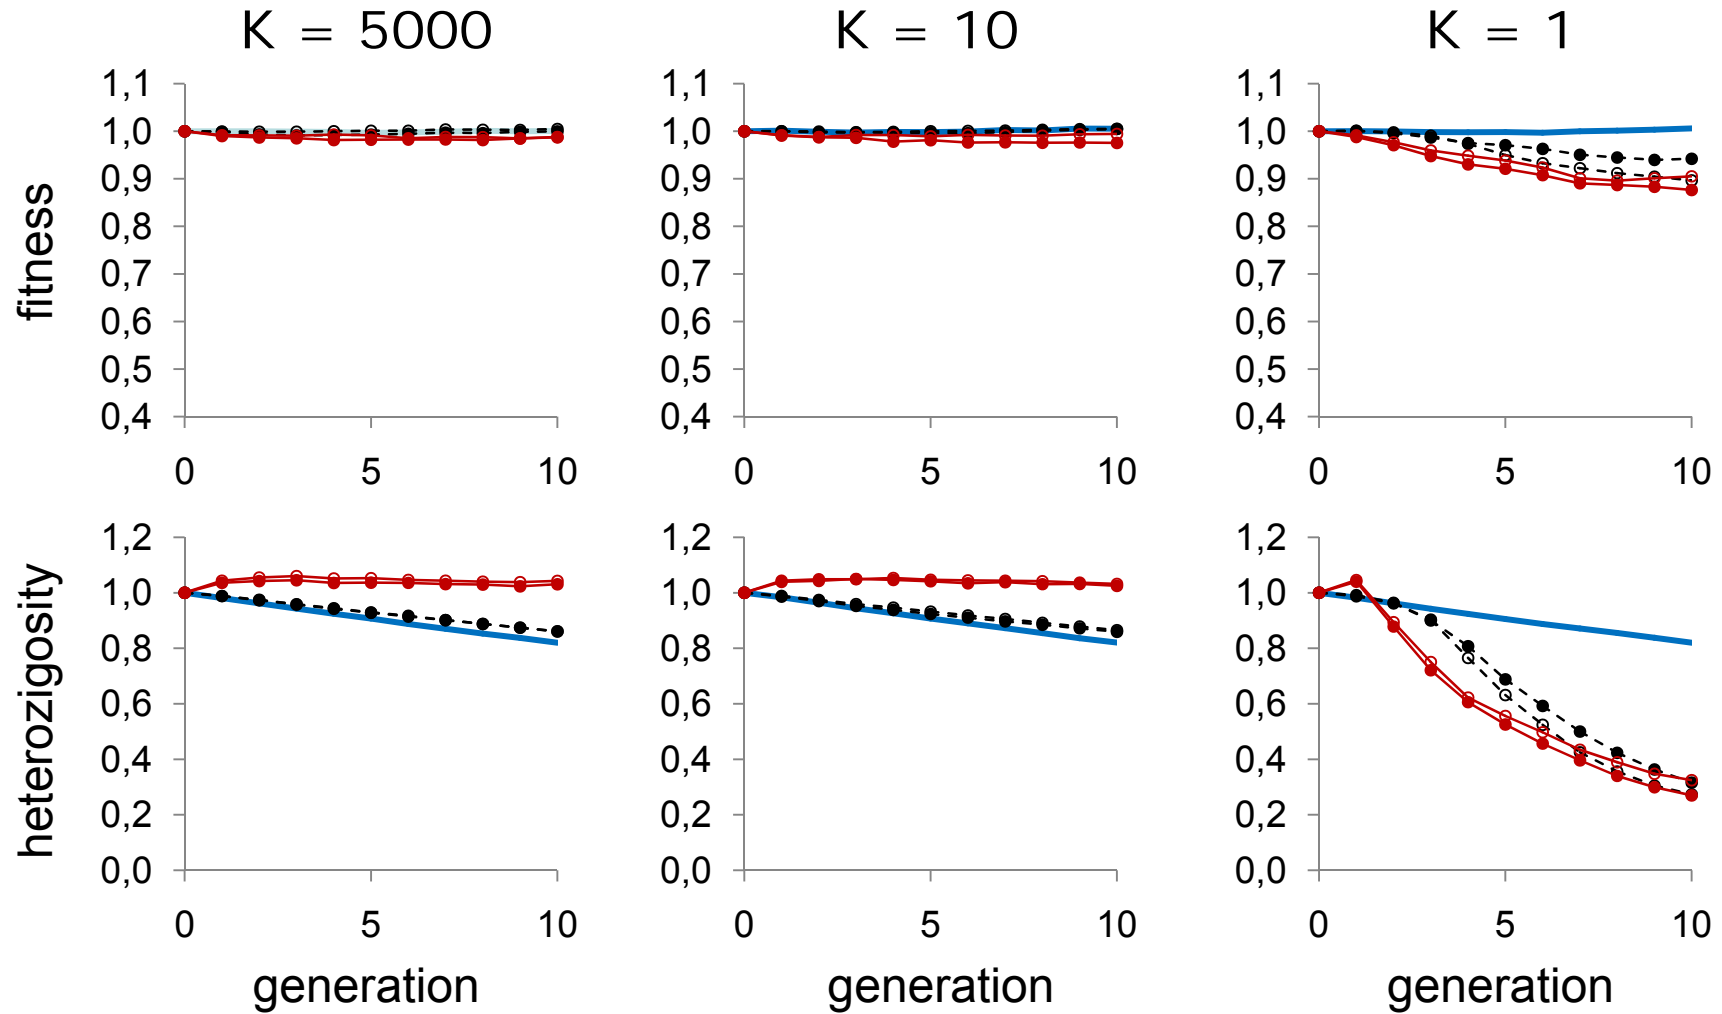 K = 5000 K = 10 K = 1
fitness
1,1 1,1 1,1
1,0 1,0 1,0
0,9 0,9 0,9
0,8 0,8 0,8
0,7 0,7 0,7
0,6 0,6 0,6
0,5 0,5 0,5
0,4 0,4 0,4
0 5 10 0 5 10 0 5 10
heterozigosity
1,2 1,2 1,2
1,0 1,0 1,0
0,8 0,8 0,8
0,6 0,6 0,6
0,4 0,4 0,4
0,2 0,2 0,2
0,0 0,0 0,0
0 5 10 0 5 10 0 5 10
generation generation generation